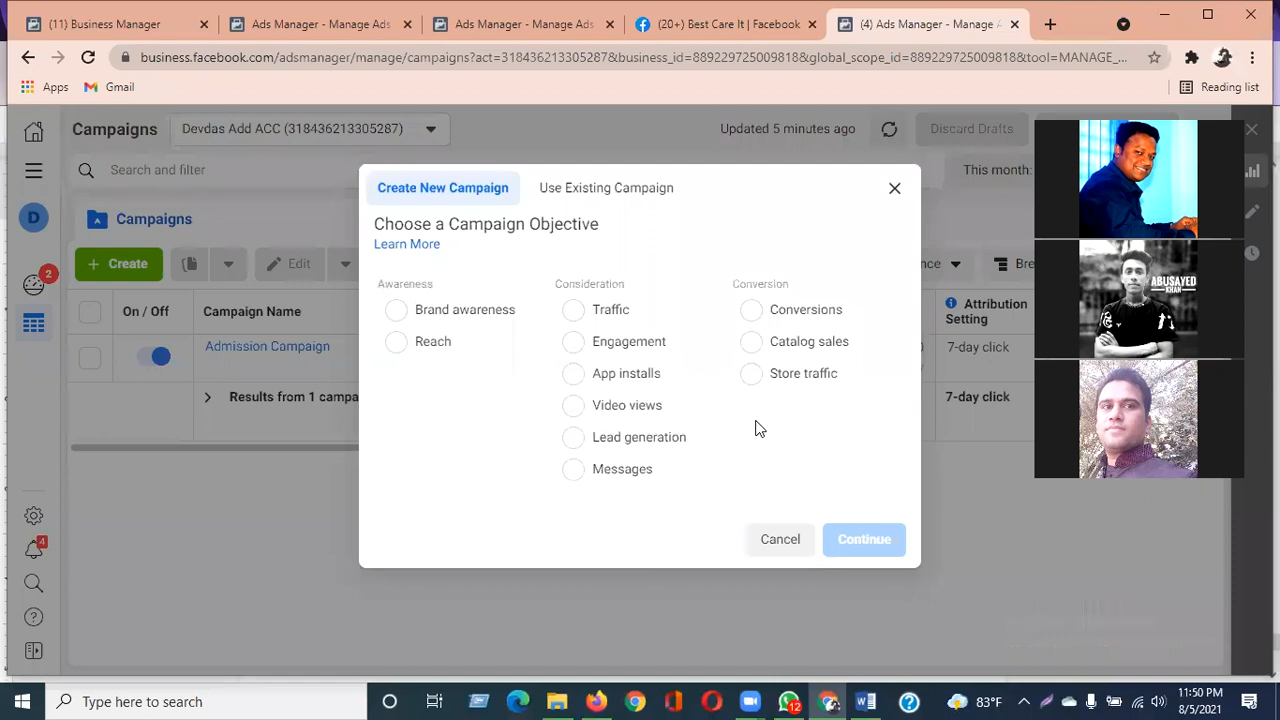 (11) Business Manager
Ads Manager - Manage Ads
Ads Manager - Manage Ads
(20+) Best Care It | Facebook
(4) Ads Manager - Manage A
business.facebook.com/adsmanager/manage/campaigns?act=318436213305287&business_id=889229725009818&global_scope_id=889229725009818&tool=MANAGE_...
Apps
Gmail
Reading list
Campaigns
Devdas Add ACC (318436213305287)
Updated 5 minutes ago
Discard Drafts
Search and filter
This month:
Create New Campaign
Use Existing Campaign
D
Campaigns
Choose a Campaign Objective
Learn More
+ Create
Edit
2
Awareness
Consideration
Conversion
On / Off
Campaign Name
Attribution
Setting
Brand awareness
Traffic
Conversions
Reach
Engagement
Catalog sales
Admission Campaign
7-day click
App installs
Store traffic
Results from 1 campa
7-day click
Video views
Lead generation
Messages
Cancel
Continue
ABUSAYED
KHAN
4
Type here to search
12
83°F
11:50 PM
8/5/2021